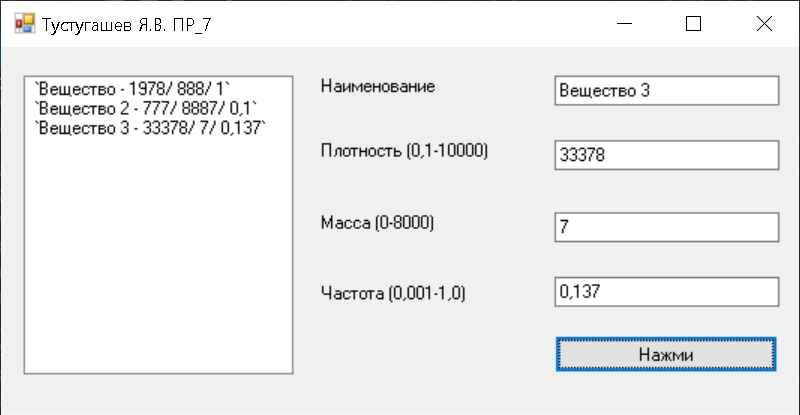 Тустугашев Я.В. ПР_7
`Вещество - 1978/ 888/ 1`
`Вещество 2 - 777/ 8887/ 0,1`
`Вещество 3 - 33378/ 7/ 0,137`
Наименование
Вещество 3
Плотность (0,1-10000)
33378
Масса (0-8000)
7
Частота (0,001-1,0)
0,137
Нажми